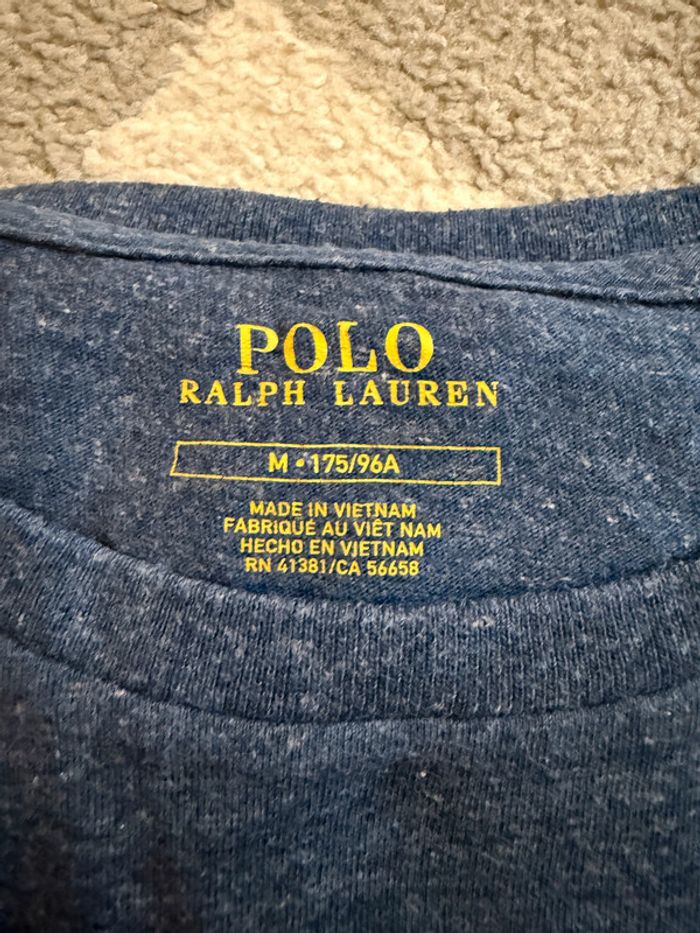 POLO
RALPH LAUREN
M • 175/96A
MADE IN VIETNAM
FABRIQUÉ AU VIÊT NAM
HECHO EN VIETNAM
RN 41381/CA 56658